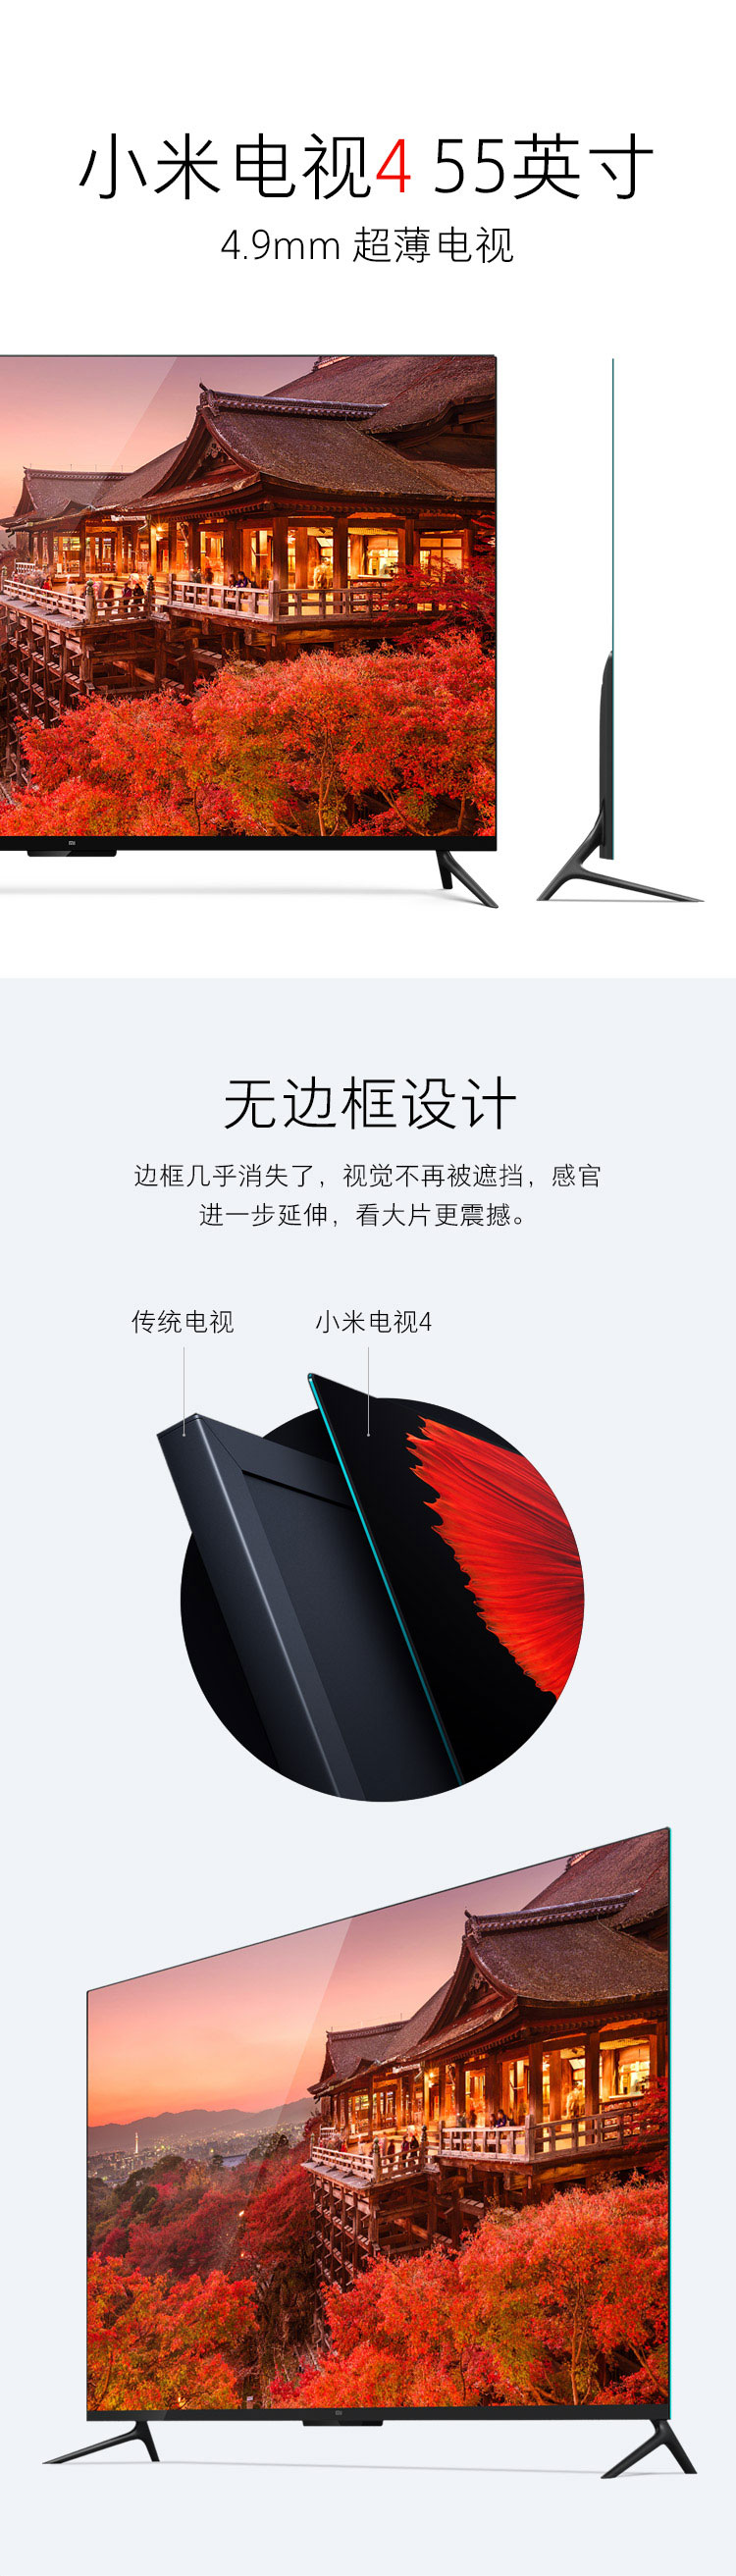 小米电视4 55英寸
4.9mm 超薄电视
无边框设计
边框几乎消失了，视觉不再被遮挡，感官
进一步延伸，看大片更震撼。
传统电视
小米电视4